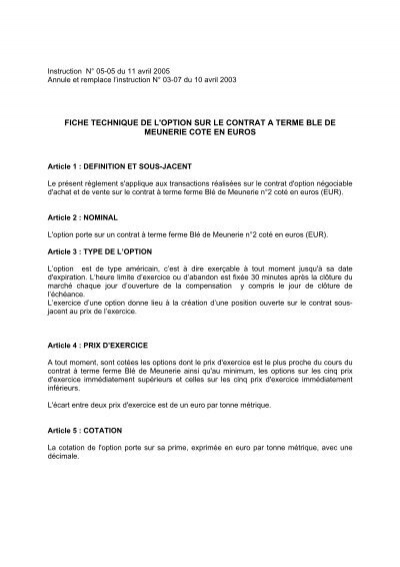 Instruction N° 05-05 du 11 avril 2005
Annule et remplace l'instruction N° 03-07 du 10 avril 2003
FICHE TECHNIQUE DE L'OPTION SUR LE CONTRAT A TERME BLE DE
MEUNERIE COTE EN EUROS
Article 1 : DEFINITION ET SOUS-JACENT
Le présent règlement s'applique aux transactions réalisées sur le contrat d'option négociable
d'achat et de vente sur le contrat à terme ferme Blé de Meunerie n°2 coté en euros (EUR).
Article 2 : NOMINAL
L'option porte sur un contrat à terme ferme Blé de Meunerie n°2 coté en euros (EUR).
Article 3 : TYPE DE L'OPTION
L'option est de type américain, c'est à dire exerçable à tout moment jusqu'à sa date
d'expiration. L'heure limite d'exercice ou d'abandon est fixée 30 minutes après la clôture du
marché chaque jour d'ouverture de la compensation y compris le jour de clôture de
l'échéance.
L'exercice d'une option donne lieu à la création d'une position ouverte sur le contrat sous-
jacent au prix de l'exercice.
Article 4 : PRIX D'EXERCICE
A tout moment, sont cotées les options dont le prix d'exercice est le plus proche du cours du
contrat à terme ferme Blé de Meunerie ainsi qu'au minimum, les options sur les cinq prix
d'exercice immédiatement supérieurs et celles sur les cinq prix d'exercice immédiatement
inférieurs.
L'écart entre deux prix d'exercice est de un euro par tonne métrique.
Article 5 : COTATION
La cotation de l'option porte sur sa prime, exprimée en euro par tonne métrique, avec une
décimale.